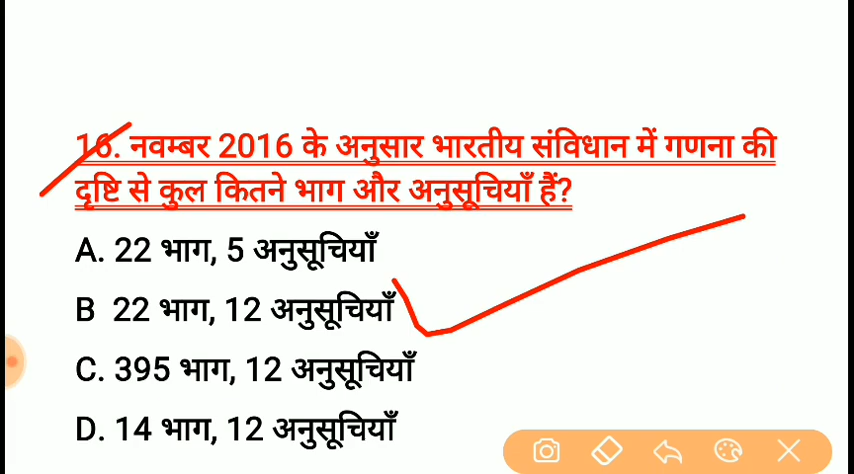 16. नवम्बर 2016 के अनुसार भारतीय संविधान में गणना की
दृष्टि से कुल कितने भाग और अनुसूचियाँ हैं?
A. 22 भाग, 5 अनुसूचियाँ
B 22 भाग, 12 अनुसूचियाँ
C. 395 भाग, 12 अनुसूचियाँ
D. 14 भाग, 12 अनुसूचियाँ